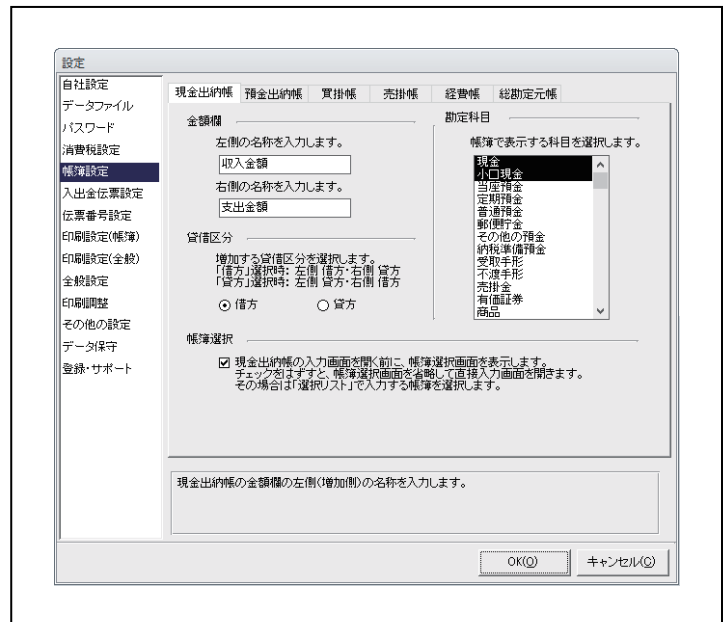 設定
自社設定
データファイル
パスワード
消費税設定
帳簿設定
入出金伝票設定
伝票番号設定
印刷設定(帳簿)
印刷設定(全般)
全般設定
印刷調整
その他の設定
データ保守
登録・サポート
現金出納帳 預金出納帳 買掛帳 売掛帳 経費帳 総勘定元帳
金額欄
左側の名称を入力します。
収入金額
右側の名称を入力します。
支出金額
貸借区分
増加する貸借区分を選択します。
「借方」選択時: 左側 借方・右側 貸方
「貸方」選択時: 左側 貸方・右側 借方
借方 貸方
勘定科目
帳簿で表示する科目を選択します。
現金
小口現金
当座預金
定期預金
普通預金
郵便貯金
その他の預金
納税準備預金
受取手形
不渡手形
売掛金
有価証券
商品
帳簿選択
現金出納帳の入力画面を開く前に、帳簿選択画面を表示します。
チェックをはずすと、帳簿選択画面を省略して直接入力画面を開きます。
その場合は「選択リスト」で入力する帳簿を選択します。
現金出納帳の金額欄の左側(増加側)の名称を入力します。
OK(O) キャンセル(C)